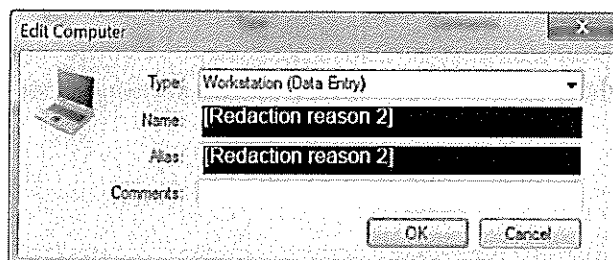 Edit Computer
x
Type: Workstation (Data Entry)
Name: [Redaction reason 2]
Alias: [Redaction reason 2]
Comments:
OK Cancel